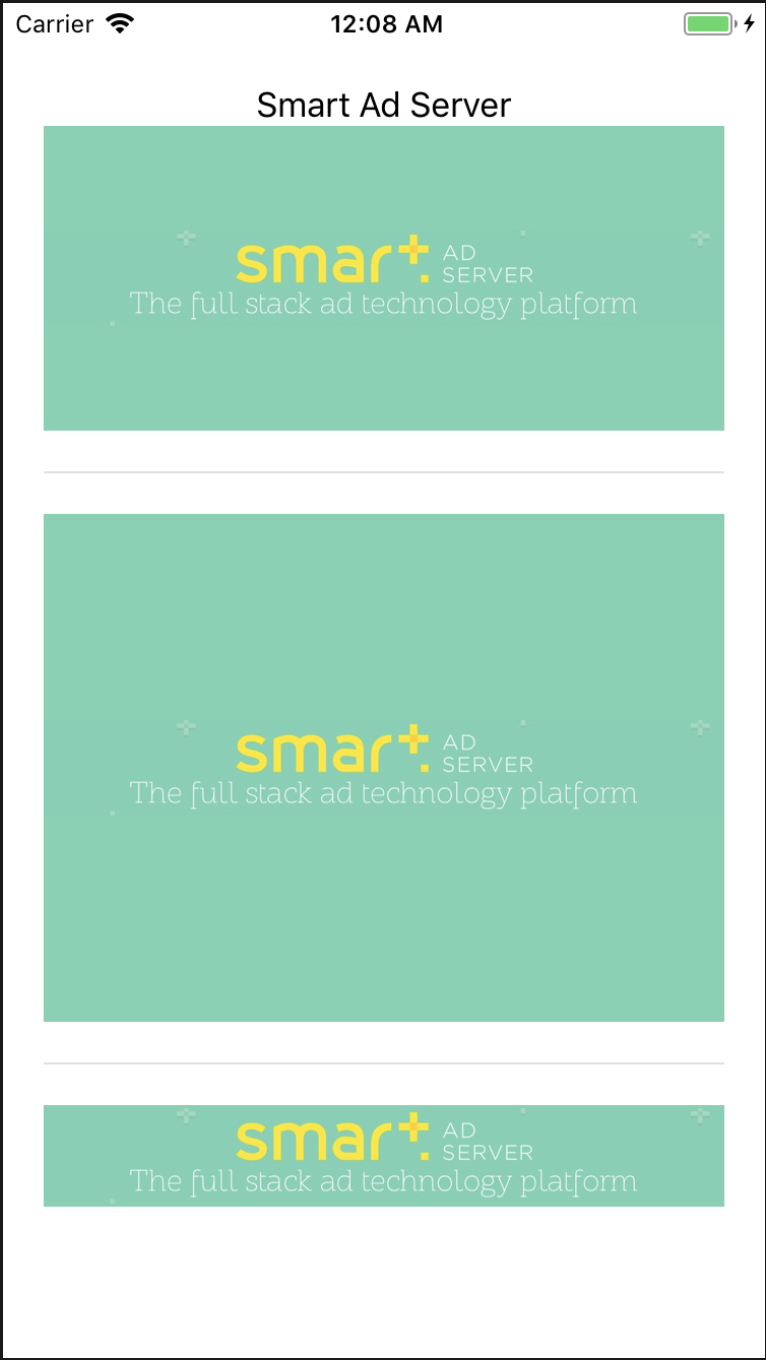 Carrier 12:08 AM
Smart Ad Server
smart AD
SERVER
The full stack ad technology platform
smart AD
SERVER
The full stack ad technology platform
smart AD
SERVER
The full stack ad technology platform